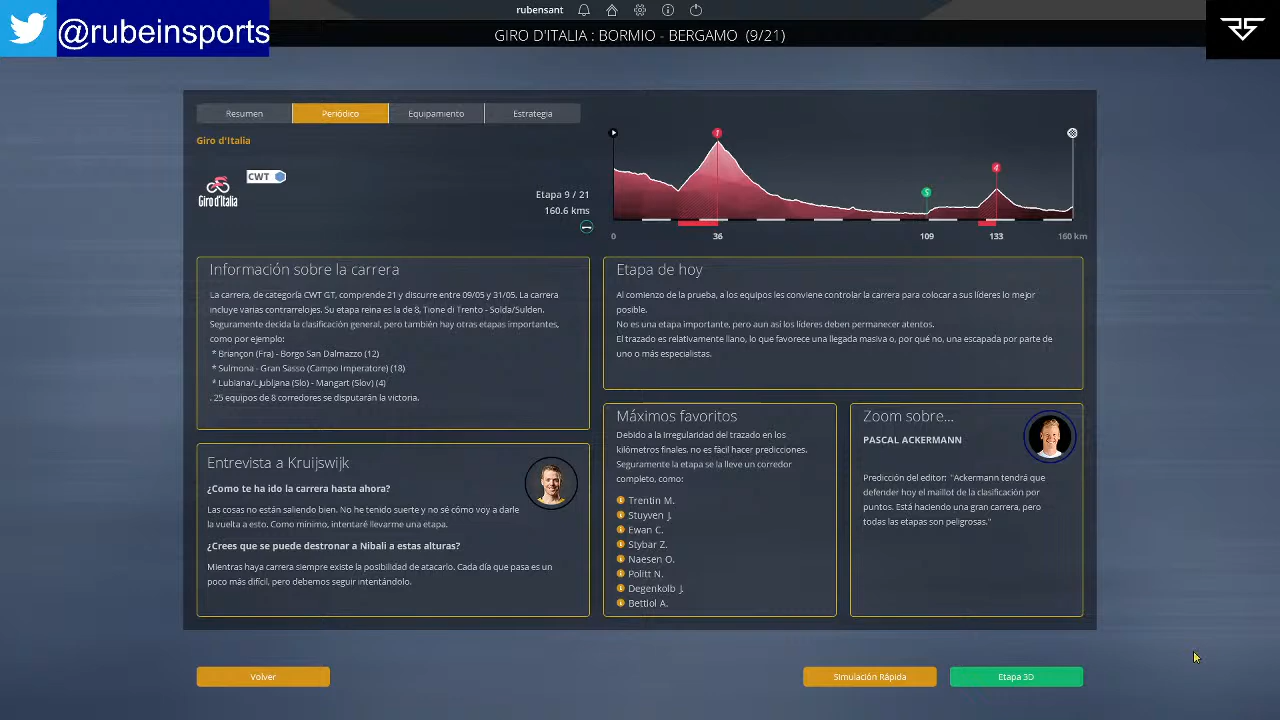 rubensant
@rubeinsports
GIRO D'ITALIA : BORMIO - BERGAMO (9/21)
Resumen
Periódico
Equipamiento
Estrategia
Giro d'Italia
CWT
Giro d'Italia
Etapa 9 / 21
160.6 kms
1
S
4
0
36
109
133
160 km
Información sobre la carrera
La carrera, de categoría CWT GT, comprende 21 y discurre entre 09/05 y 31/05. La carrera
incluye varias contrarrelojes. Su etapa reina es la de 8, Tione di Trento - Solda/Sulden.
Seguramente decida la clasificación general, pero también hay otras etapas importantes,
como por ejemplo:
* Briançon (Fra) - Borgo San Dalmazzo (12)
* Sulmona - Gran Sasso (Campo Imperatore) (18)
* Lubiana/Ljubljana (Slo) - Mangart (Slov) (4)
. 25 equipos de 8 corredores se disputarán la victoria.
Etapa de hoy
Al comienzo de la prueba, a los equipos les conviene controlar la carrera para colocar a sus líderes lo mejor
posible.
No es una etapa importante, pero aun así los líderes deben permanecer atentos.
El trazado es relativamente llano, lo que favorece una llegada masiva o, por qué no, una escapada por parte de
uno o más especialistas.
Entrevista a Kruijswijk
¿Como te ha ido la carrera hasta ahora?
Las cosas no están saliendo bien. No he tenido suerte y no sé cómo voy a darle
la vuelta a esto. Como mínimo, intentaré llevarme una etapa.
¿Crees que se puede destronar a Nibali a estas alturas?
Mientras haya carrera siempre existe la posibilidad de atacarlo. Cada día que pasa es un
poco más difícil, pero debemos seguir intentándolo.
Máximos favoritos
Debido a la irregularidad del trazado en los
kilómetros finales, no es fácil hacer predicciones.
Seguramente la etapa se la lleve un corredor
completo, como:
Trentin M.
Stuyven J.
Ewan C.
Stybar Z.
Naesen O.
Politt N.
Degenkolb J.
Bettiol A.
Zoom sobre...
PASCAL ACKERMANN
Predicción del editor: "Ackermann tendrá que
defender hoy el maillot de la clasificación por
puntos. Está haciendo una gran carrera, pero
todas las etapas son peligrosas."
Volver
Simulación Rápida
Etapa 3D